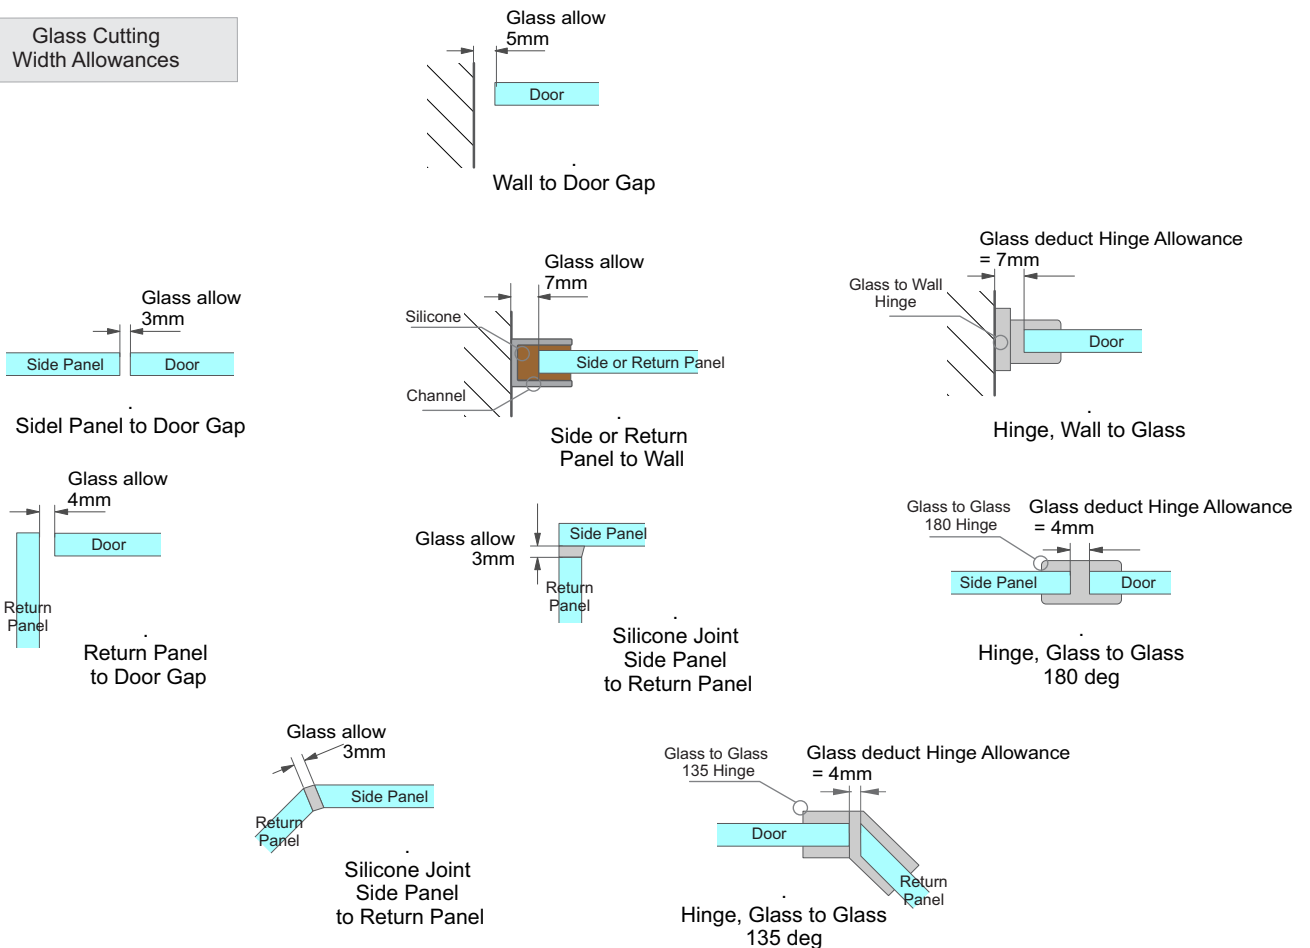 Glass Cutting
Width Allowances
Glass allow
5mm
Door
Wall to Door Gap
Glass allow
3mm
Side Panel
Door
Sidel Panel to Door Gap
Glass allow
7mm
Silicone
Side or Return Panel
Channel
Side or Return
Panel to Wall
Glass deduct Hinge Allowance
= 7mm
Glass to Wall
Hinge
Door
Hinge, Wall to Glass
Glass allow
4mm
Door
Return
Panel
Return Panel
to Door Gap
Glass allow
3mm
Side Panel
Return
Panel
Silicone Joint
Side Panel
to Return Panel
Glass to Glass
180 Hinge
Glass deduct Hinge Allowance
= 4mm
Side Panel
Door
Hinge, Glass to Glass
180 deg
Glass allow
3mm
Side Panel
Return
Panel
Silicone Joint
Side Panel
to Return Panel
Glass to Glass
135 Hinge
Glass deduct Hinge Allowance
= 4mm
Door
Return
Panel
Hinge, Glass to Glass
135 deg